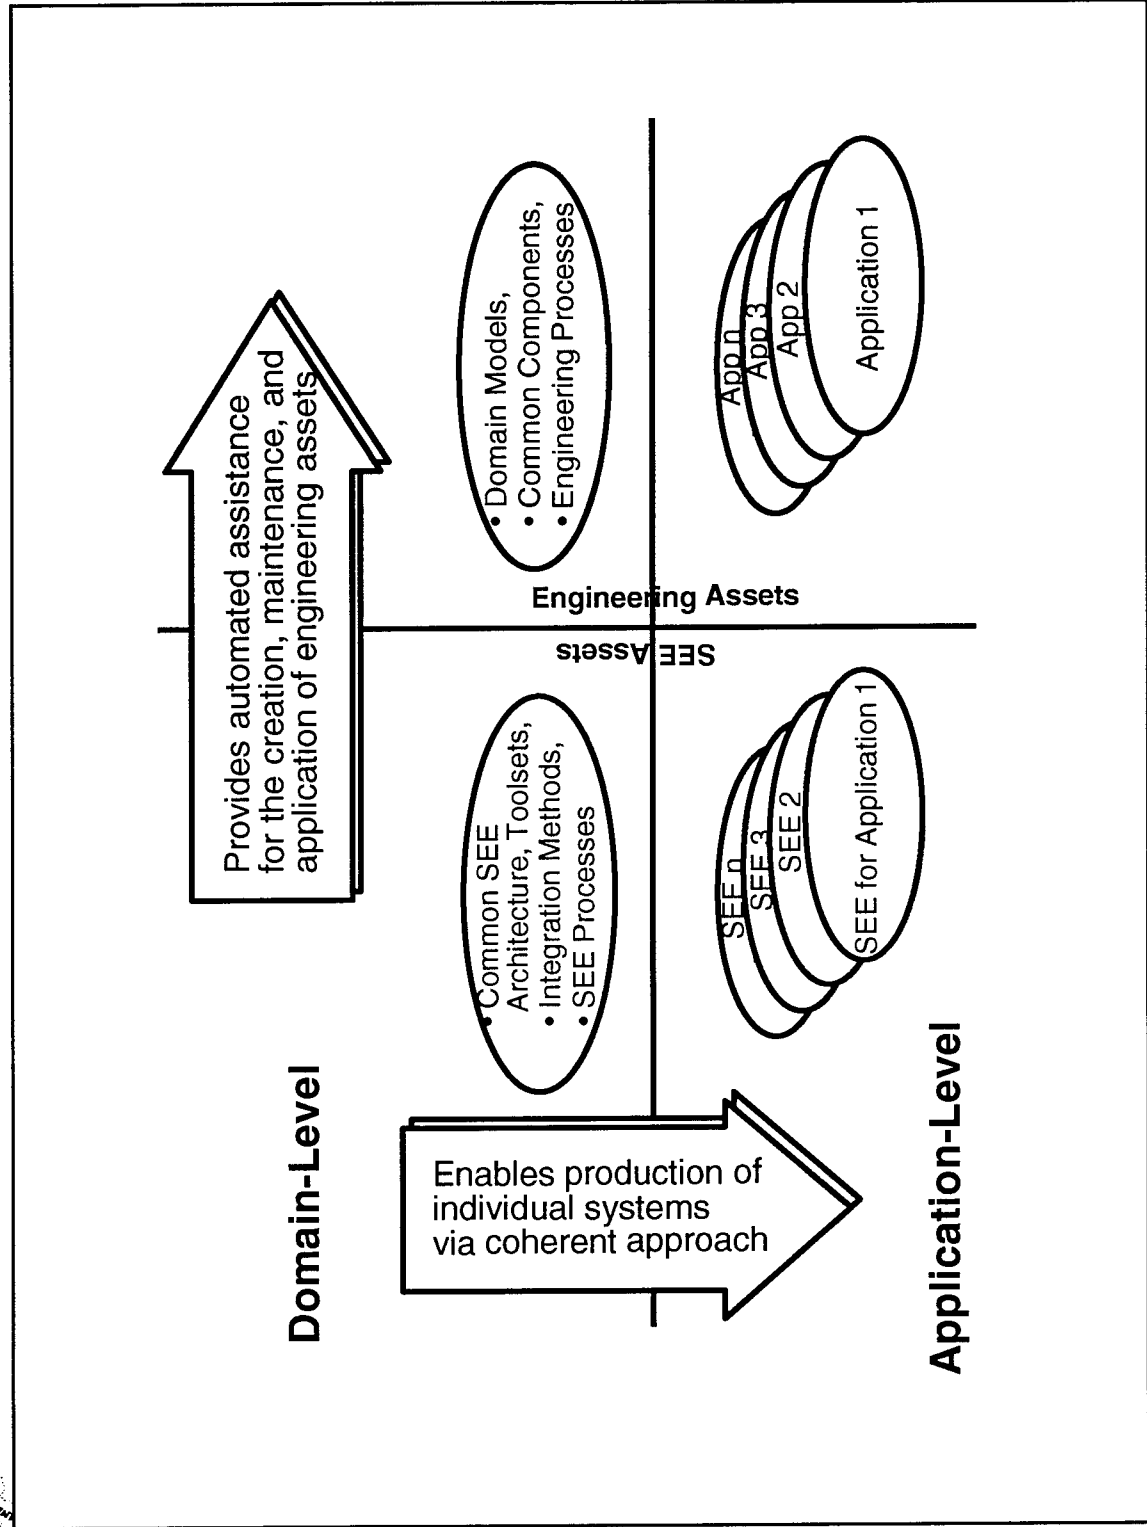 Provides automated assistance
for the creation, maintenance, and
application of engineering assets
Domain-Level
• Common SEE
Architecture, Toolsets,
• Integration Methods,
• SEE Processes
• Domain Models,
• Common Components,
• Engineering Processes
Enables production of
individual systems
via coherent approach
SEE Assets
Engineering Assets
SEE n
SEE 3
SEE 2
SEE for Application 1
App n
App 3
App 2
Application 1
Application-Level